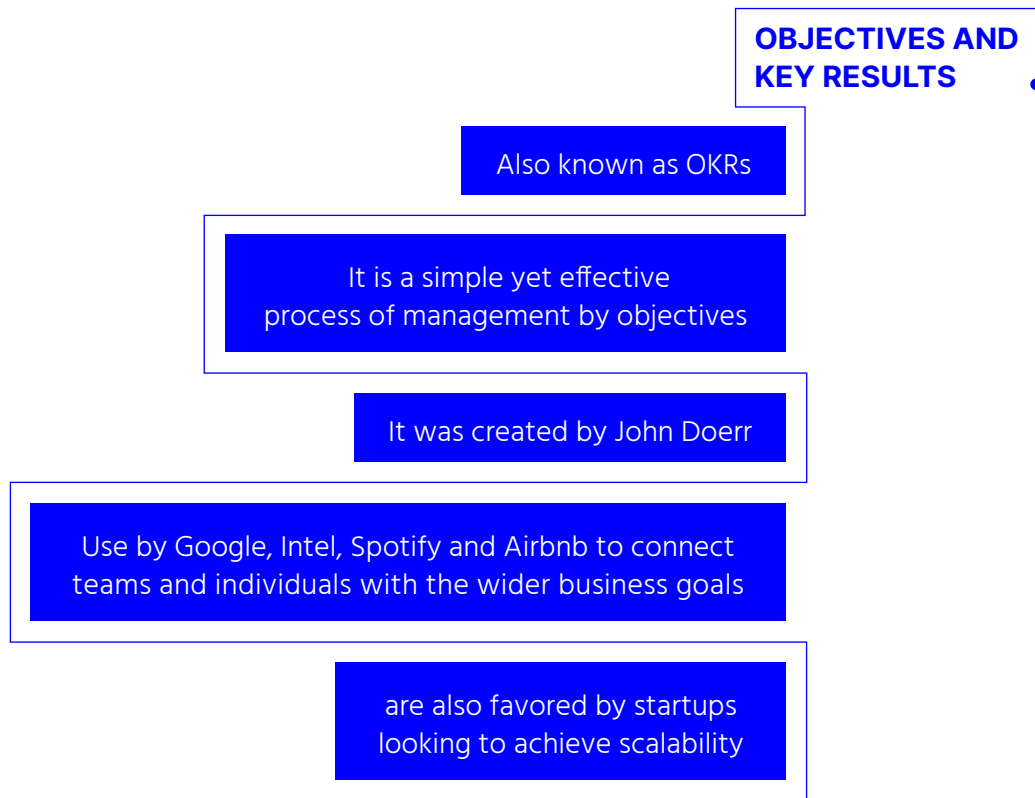 OBJECTIVES AND
KEY RESULTS
Also known as OKRs
It is a simple yet effective
process of management by objectives
It was created by John Doerr
Use by Google, Intel, Spotify and Airbnb to connect
teams and individuals with the wider business goals
are also favored by startups
looking to achieve scalability